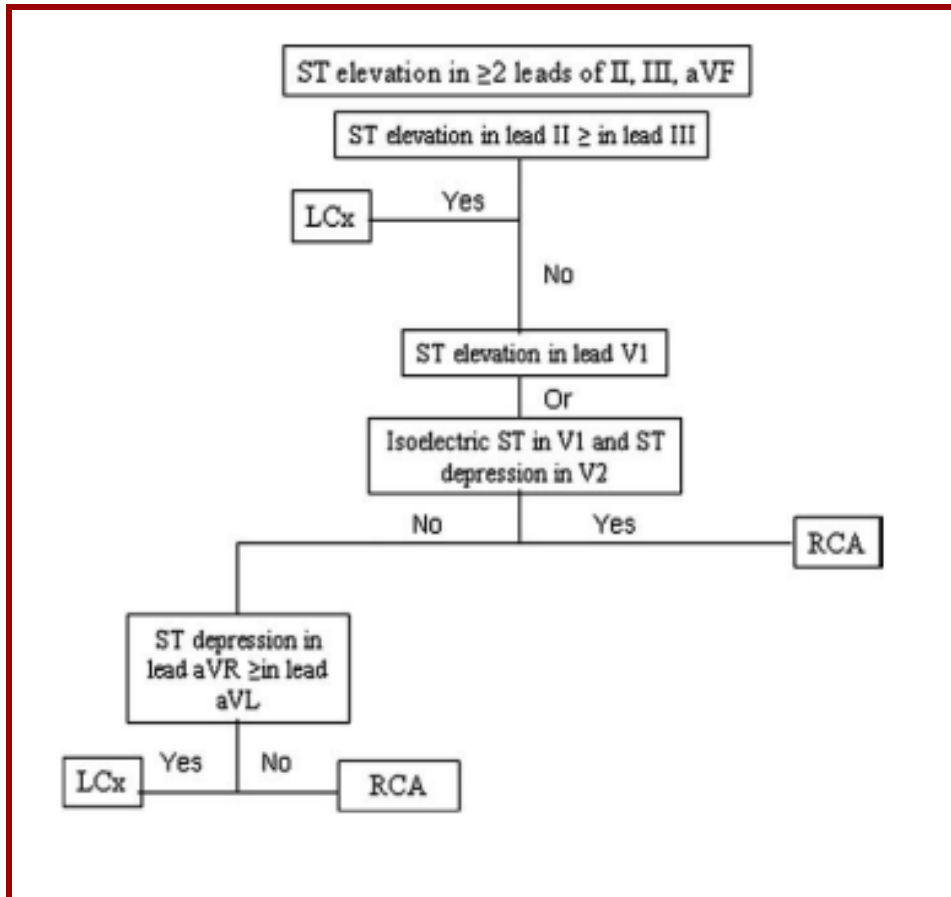 ST elevation in ≥2 leads of II, III, aVF
ST elevation in lead II ≥ in lead III
Yes
LCx
No
ST elevation in lead V1
Or
Isoelectric ST in V1 and ST
depression in V2
No
Yes
RCA
ST depression in
lead aVR ≥in lead
aVL
Yes
No
LCx
RCA